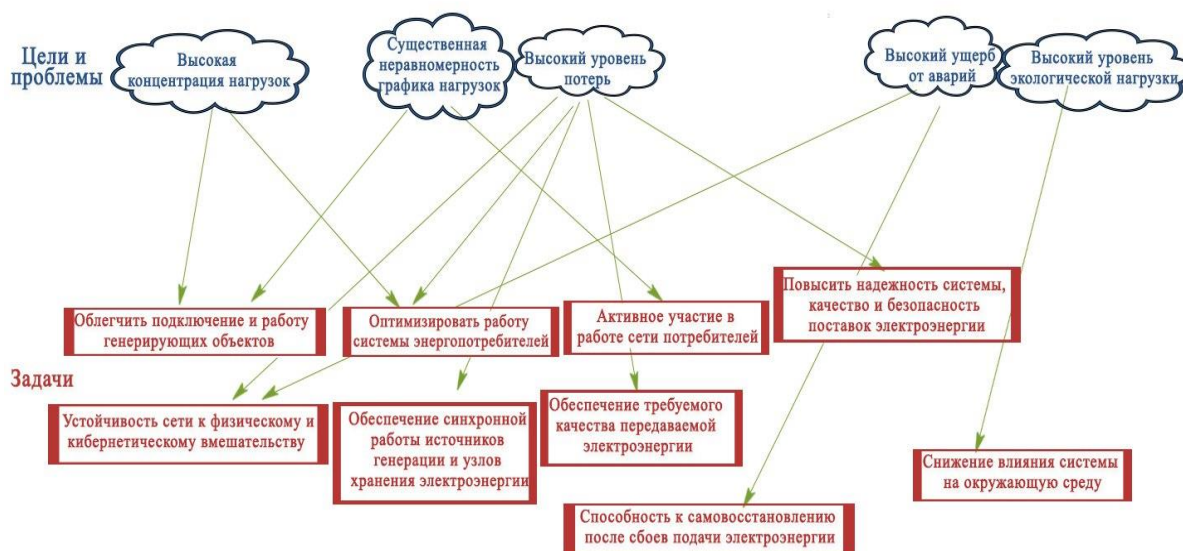 Цели и
проблемы
Высокая
концентрация нагрузок
Существенная
неравномерность
графика нагрузок
Высокий уровень
потерь
Высокий ущерб
от аварий
Высокий уровень
экологической нагрузки
Облегчить подключение и работу
генерирующих объектов
Оптимизировать работу
системы энергопотребителей
Активное участие в
работе сети потребителей
Повысить надежность системы,
качество и безопасность
поставок электроэнергии
Задачи
Устойчивость сети к физическому и
кибернетическому вмешательству
Обеспечение синхронной
работы источников
генерации и узлов
хранения электроэнергии
Обеспечение требуемого
качества передаваемой
электроэнергии
Способность к самовосстановлению
после сбоев подачи электроэнергии
Снижение влияния системы
на окружающую среду